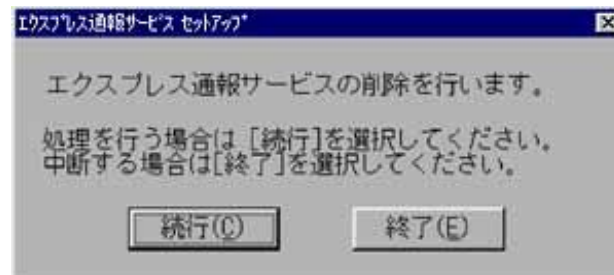 ｴｸｽﾌﾟﾚｽ通報ｻｰﾋﾞｽ ｾｯﾄｱｯﾌﾟ
エクスプレス通報サービスの削除を行います。
処理を行う場合は [続行]を選択してください。
中断する場合は[終了]を選択してください。
続行(C) 終了(E)